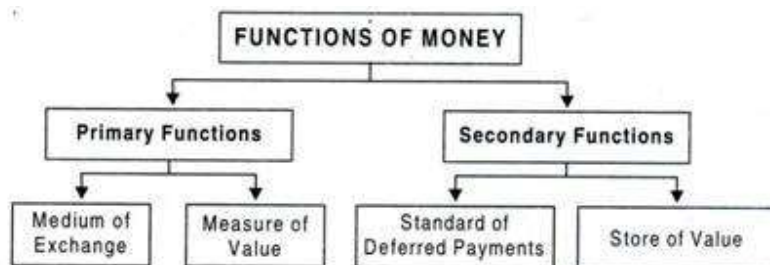 FUNCTIONS OF MONEY
Primary Functions
Secondary Functions
Medium of
Exchange
Measure of
Value
Standard of
Deferred Payments
Store of Value